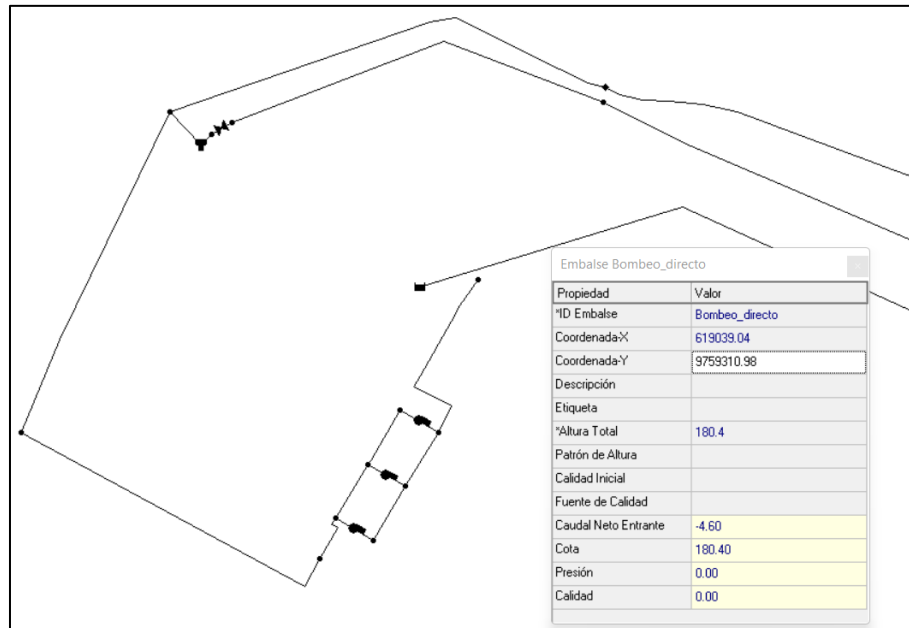 Embalse Bombeo_directo
Propiedad Valor
*ID Embalse Bombeo_directo
Coordenada-X 619039.04
Coordenada-Y 9759310.98
Descripción
Etiqueta
*Altura Total 180.4
Patrón de Altura
Calidad Inicial
Fuente de Calidad
Caudal Neto Entrante -4.60
Cota 180.40
Presión 0.00
Calidad 0.00